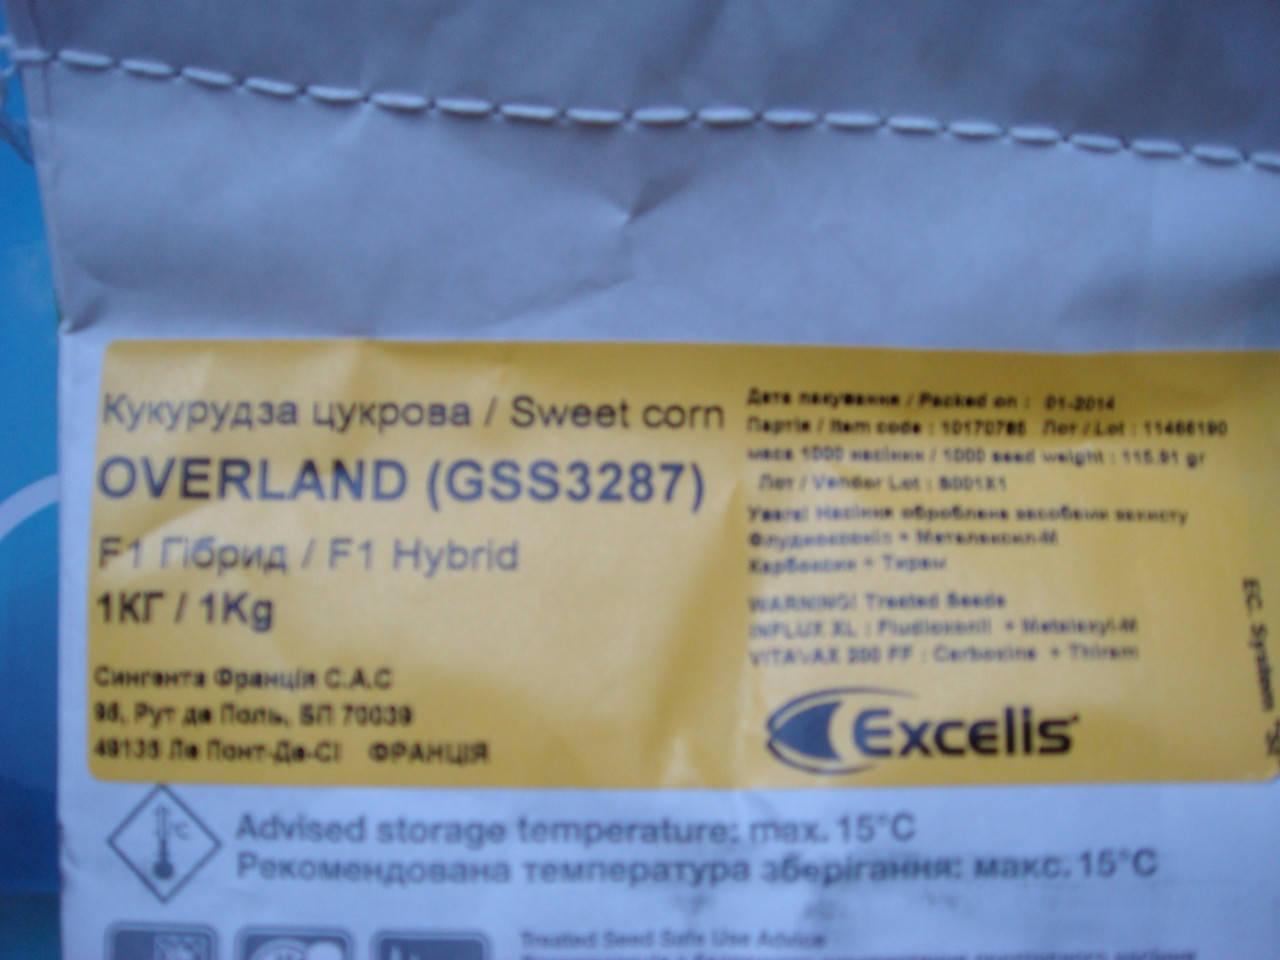 Кукурудза цукрова / Sweet corn
OVERLAND (GSS3287)
F1 Гібрид / F1 Hybrid
1КГ / 1Kg
Сингента Франція С.А.С
Рут де Поль, БП 70039
49135 Ле Понт-Де-Сі ФРАНЦІЯ
Дата пакування / Packed on : 01-2014
Партія / Item code : 10170785 Лот / Lot : 11466190
маса 1000 насінин / 1000 seed weight : 115.91 gr
Лот / Vendor Lot :
Увага! Насіння оброблене засобами захисту
Флудиоксоніл + Металаксил-М
Карбоксин + Тирам
WARNING! Treated Seeds
INFLUX XL : Fludioxonil + Metalaxyl-M
VITAVAX 200 FF : Carboxine + Thiram
Excelis
EC. System
°C
Advised storage temperature: max. 15°C
Рекомендована температура зберігання: макс. 15°C
Treated Seed Safe Use Advice